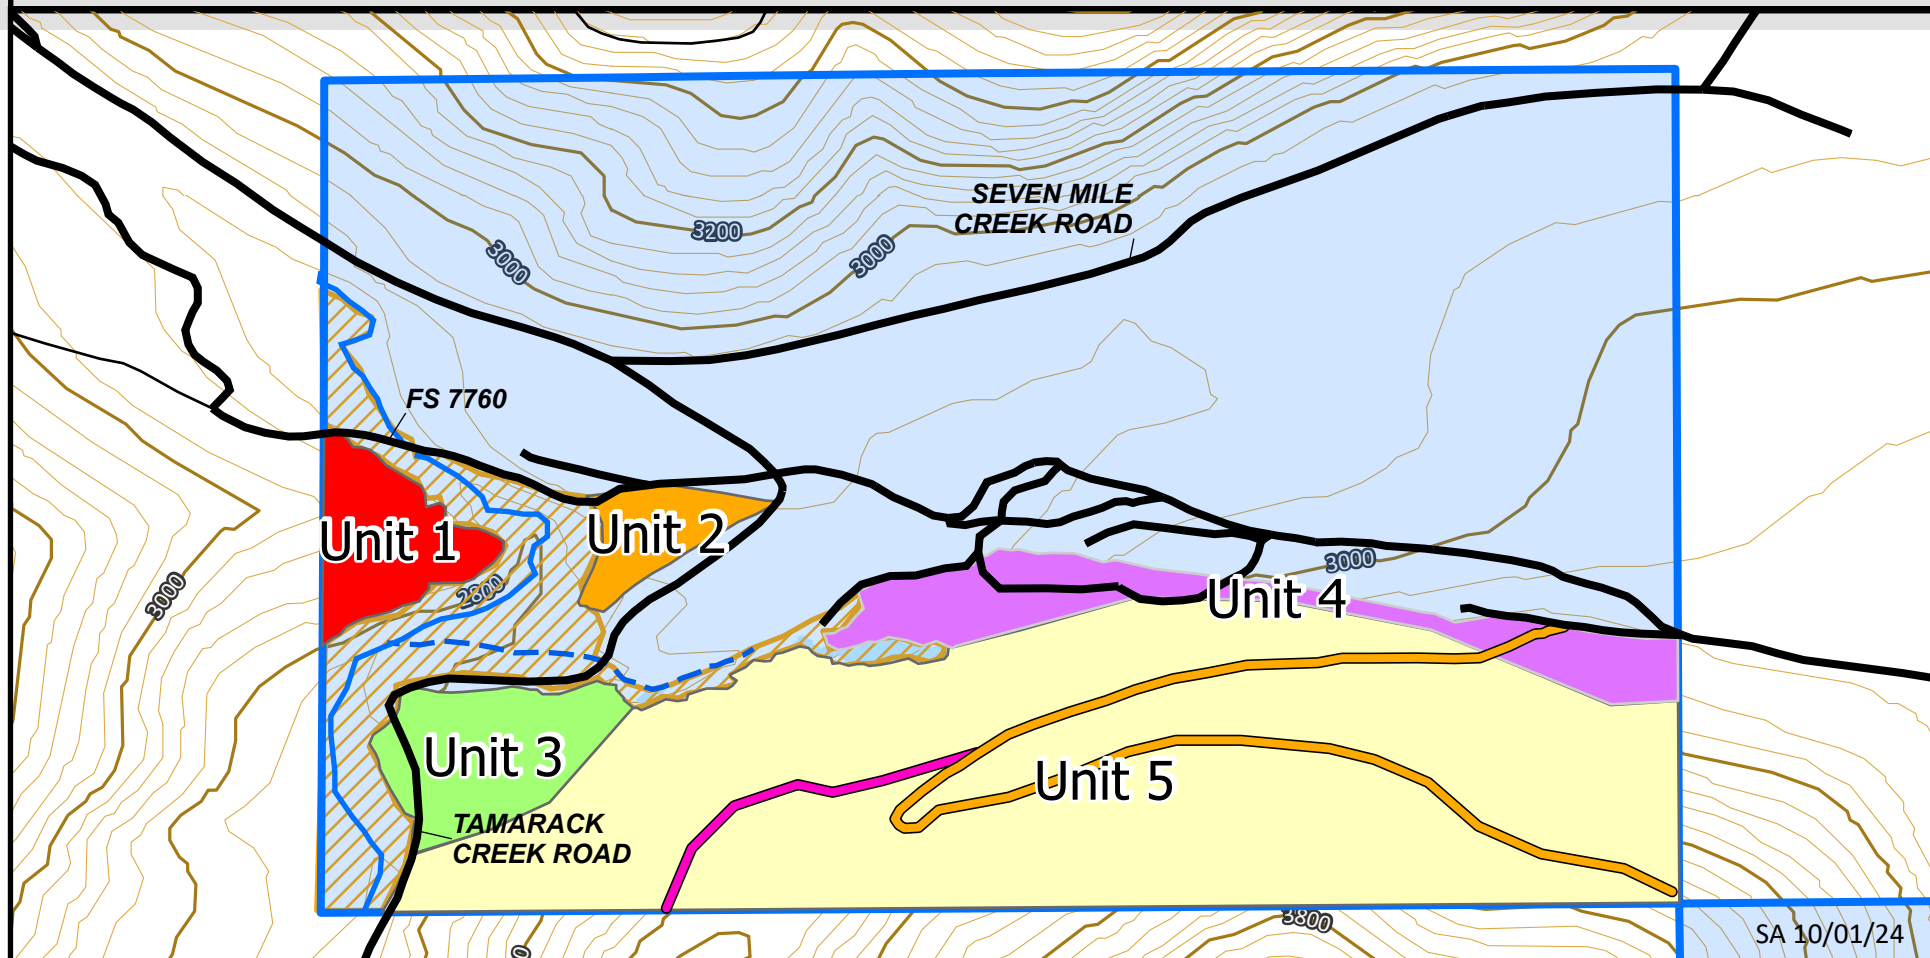 SEVEN MILE
CREEK ROAD
3200
3000
3000
FS 7760
Unit 1
Unit 2
3000
2800
3000
Unit 4
Unit 3
Unit 5
TAMARACK
CREEK ROAD
3800
SA 10/01/24